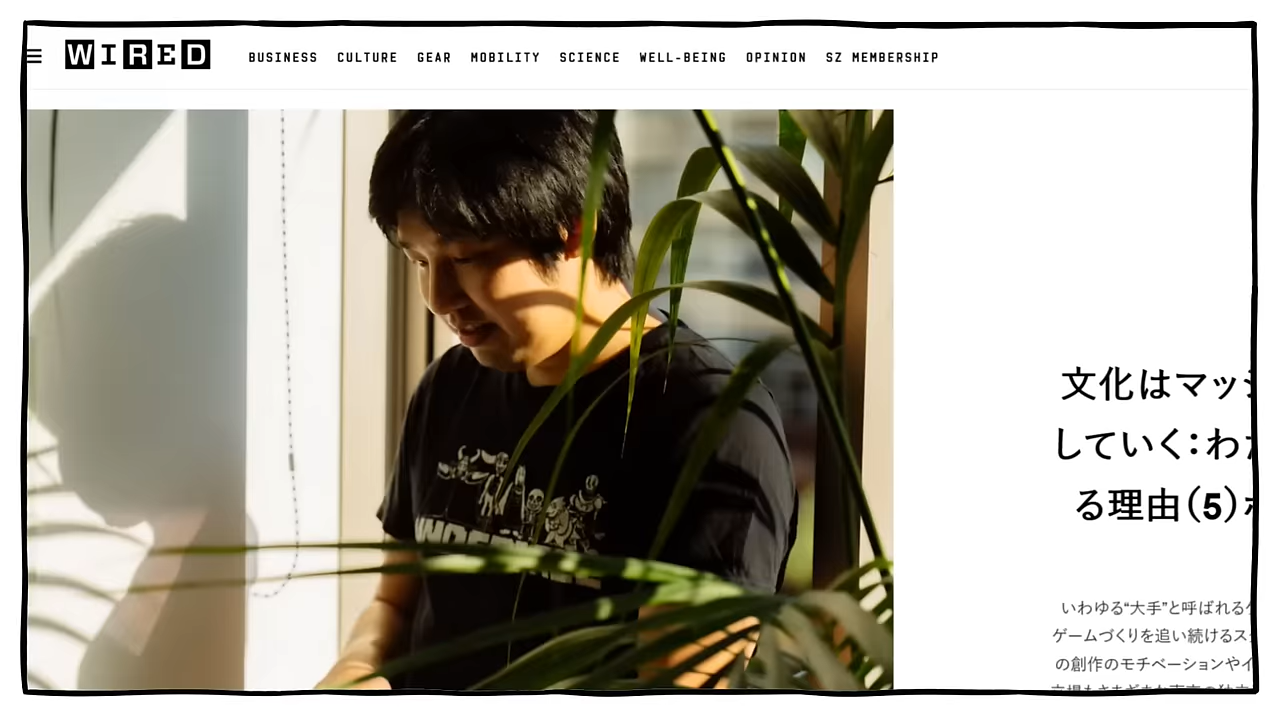 WIRED
BUSINESS CULTURE GEAR MOBILITY SCIENCE WELL-BEING OPINION SZ MEMBERSHIP
文化はマッ
していく:わ
る理由(5)
いわゆる“大手”と呼ばれる
ゲームづくりを追い続けるス
の創作のモチベーションやイ